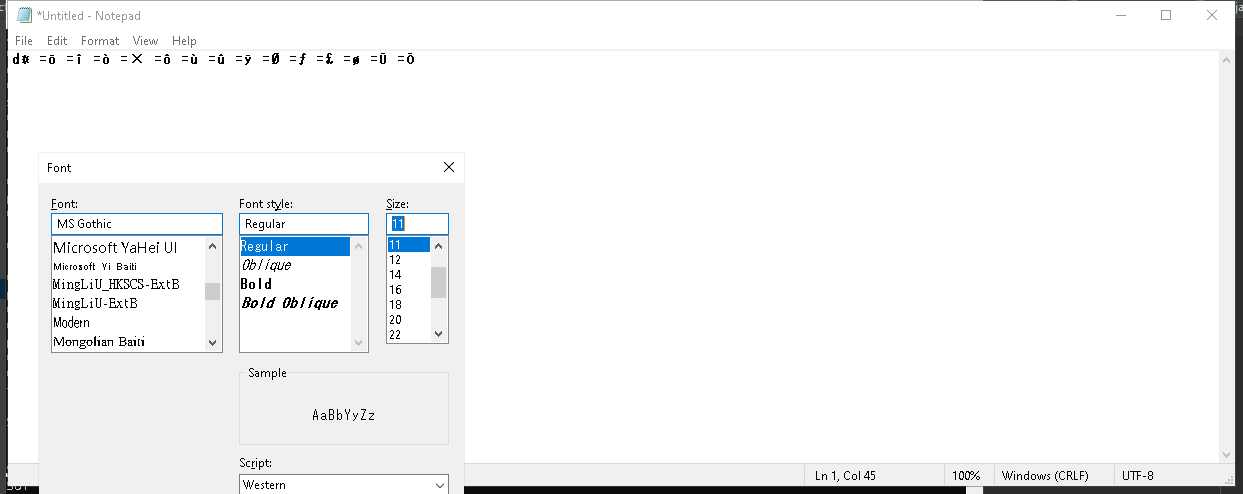 *Untitled - Notepad
File Edit Format View Help
d¤ =ō =î =ò =× =ô =ù =û =ȳ =Ø =ƒ =£ =ø =Ū =Ō
Font
Font: Font style: Size:
MS Gothic Regular 11
Microsoft YaHei UI Regular 11
Microsoft Yi Baiti Oblique 12
MingLiU_HKSCS-ExtB Bold 14
MingLiU-ExtB Bold Oblique 16
Modern 18
Mongolian Baiti 20
22
Sample
AaBbYyZz
Script:
Western
Ln 1, Col 45 100% Windows (CRLF) UTF-8